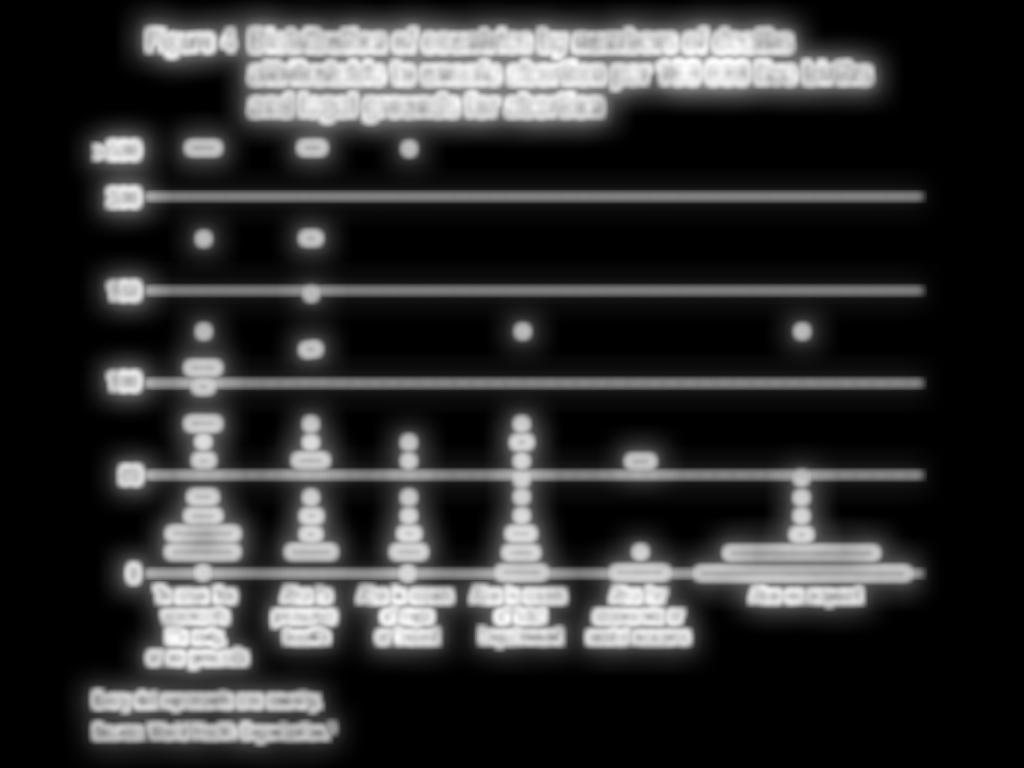 Figure 4 Distribution of countries by numbers of deaths
attributable to unsafe abortion per 100 000 live births
and legal grounds for abortion
>200
200
150
100
50
0
To save the
woman's
life only,
or no grounds
Also to
preserve
health
Also in cases
of rape
or incest
Also in cases
of fetal
impairment
Also for
economic or
social reasons
Also on request
Every dot represents one country.
Source: World Health Organization.